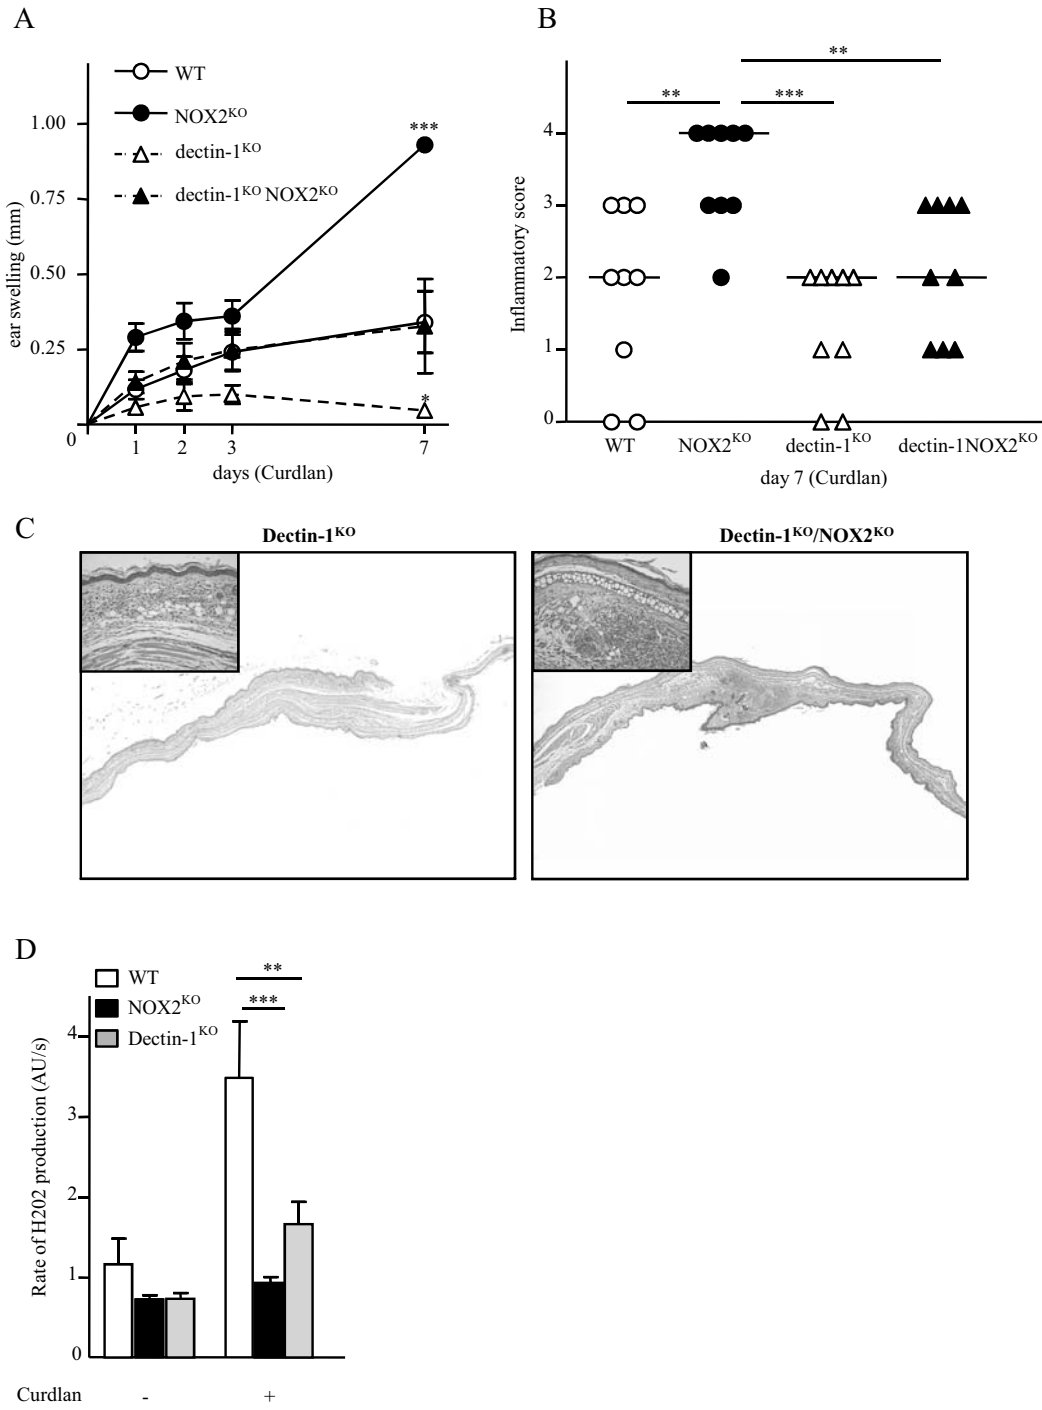 A
WT
NOX2KO
dectin-1KO
dectin-1KO NOX2KO
1.00
0.75
0.50
0.25
0
ear swelling (mm)
***
*
1 2 3 7
days (Curdlan)
B
**
** ***
4
3
2
1
0
Inflammatory score
WT NOX2KO dectin-1KO dectin-1NOX2KO
day 7 (Curdlan)
C
Dectin-1KO Dectin-1KO/NOX2KO
D
WT
NOX2KO
Dectin-1KO
**
***
4
3
2
1
0
Rate of H202 production (AU/s)
Curdlan - +